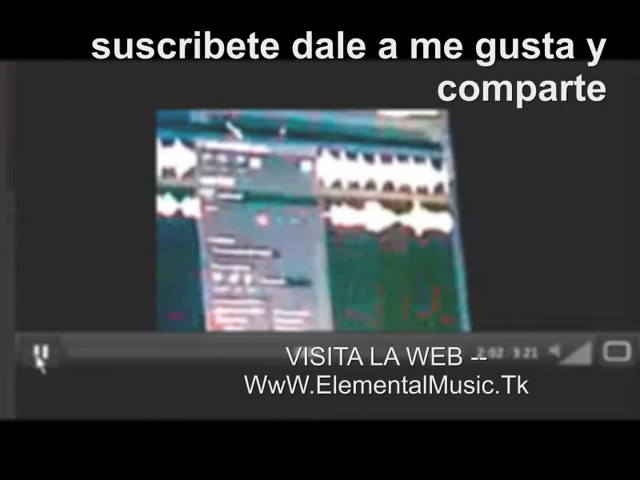 suscribete dale a me gusta y
comparte
2:02 / 3:21
VISITA LA WEB --
WwW.ElementalMusic.Tk